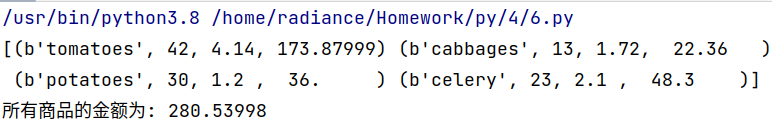 /usr/bin/python3.8 /home/radiance/Homework/py/4/6.py
[(b'tomatoes', 42, 4.14, 173.87999) (b'cabbages', 13, 1.72,  22.36   )
 (b'potatoes', 30, 1.2 ,  36.     ) (b'celery', 23, 2.1 ,  48.3    )]
所有商品的金额为: 280.53998